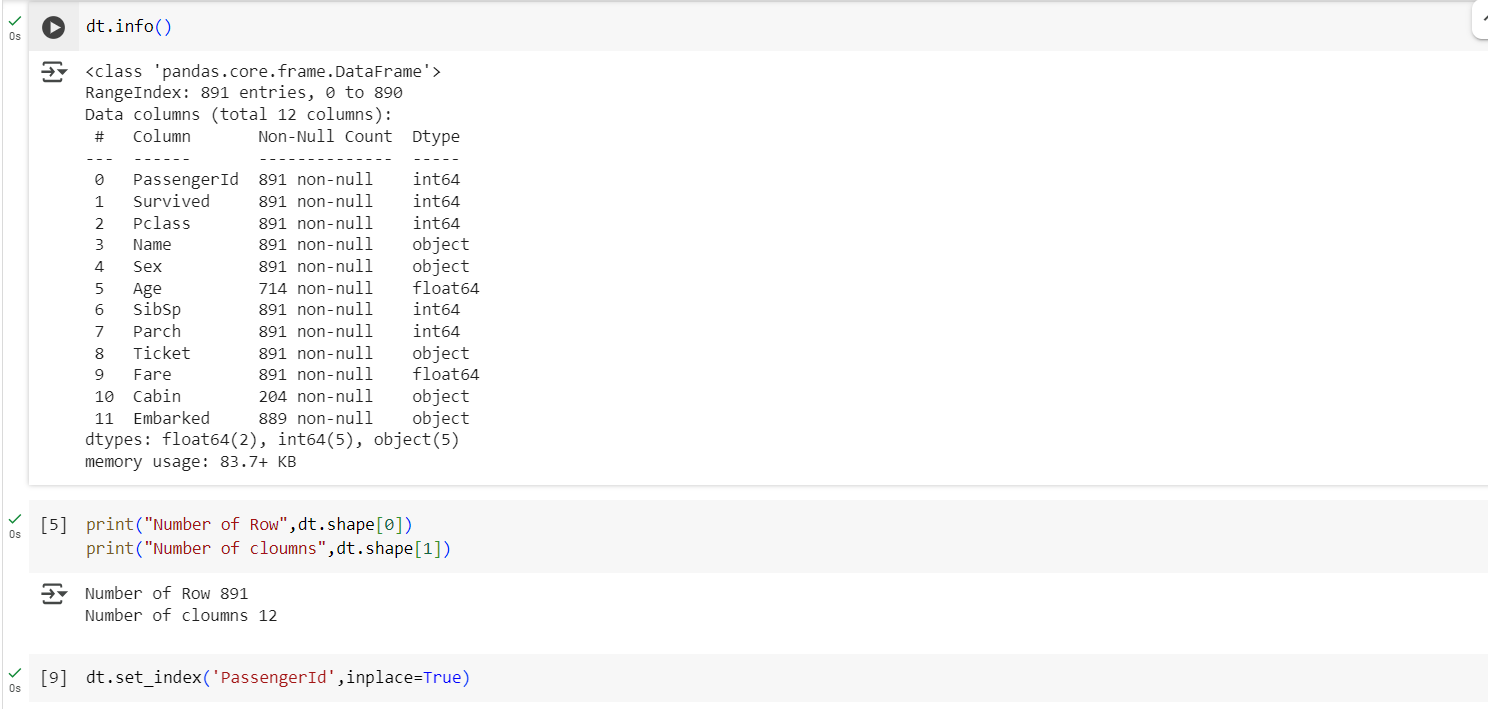 0s
dt.info()
<class 'pandas.core.frame.DataFrame'>
RangeIndex: 891 entries, 0 to 890
Data columns (total 12 columns):
 #   Column       Non-Null Count  Dtype
---  ------       --------------  -----
 0   PassengerId  891 non-null    int64
 1   Survived     891 non-null    int64
 2   Pclass       891 non-null    int64
 3   Name         891 non-null    object
 4   Sex          891 non-null    object
 5   Age          714 non-null    float64
 6   SibSp        891 non-null    int64
 7   Parch        891 non-null    int64
 8   Ticket       891 non-null    object
 9   Fare         891 non-null    float64
 10  Cabin        204 non-null    object
 11  Embarked     889 non-null    object
dtypes: float64(2), int64(5), object(5)
memory usage: 83.7+ KB
0s
[5] print("Number of Row",dt.shape[0])
print("Number of cloumns",dt.shape[1])
Number of Row 891
Number of cloumns 12
0s
[9] dt.set_index('PassengerId',inplace=True)